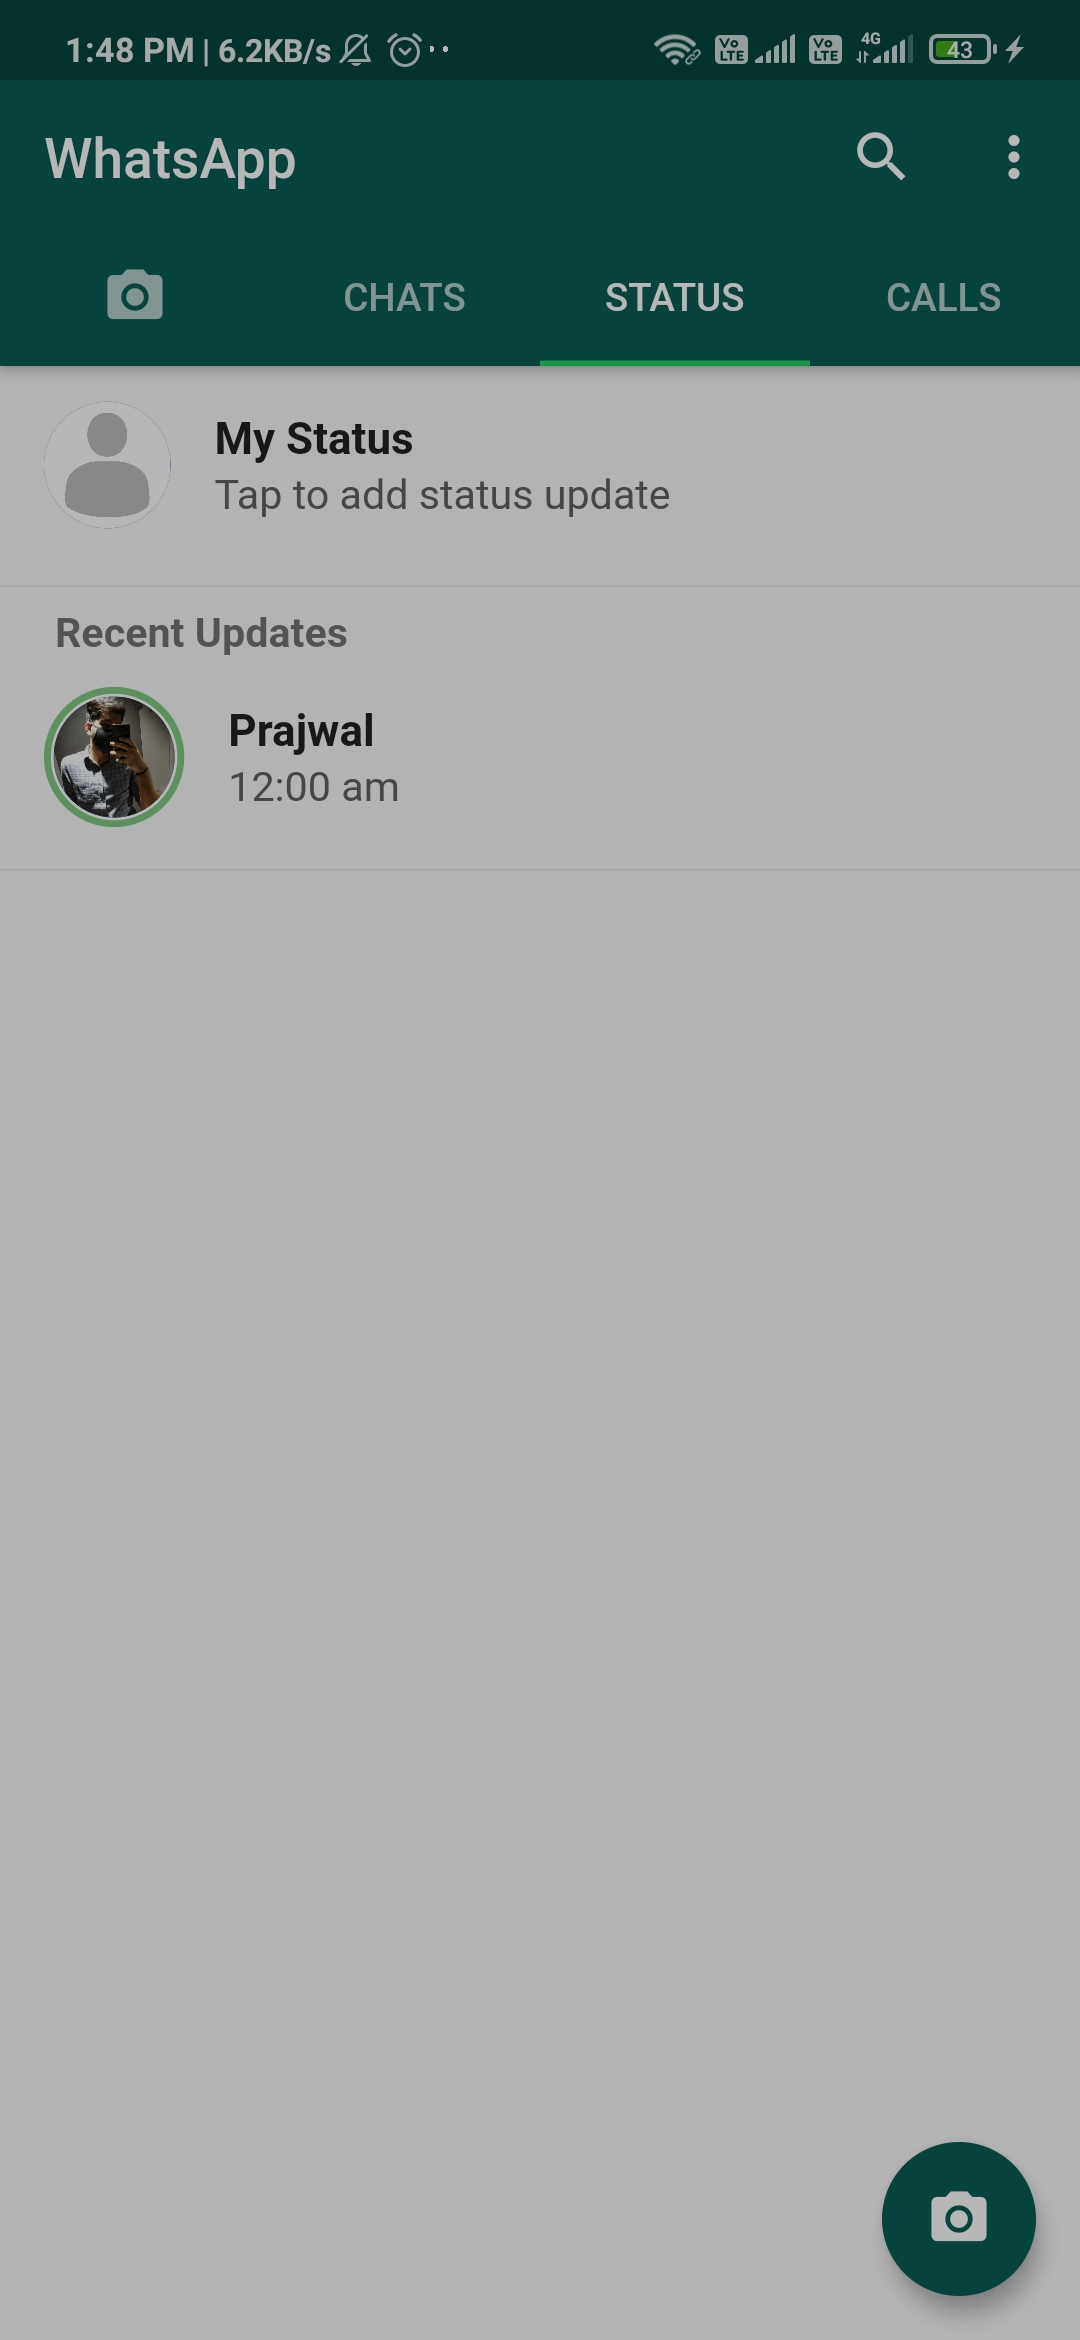 1:48 PM | 6.2KB/s Vo LTE Vo LTE 4G 43
WhatsApp
CHATS STATUS CALLS
My Status
Tap to add status update
Recent Updates
Prajwal
12:00 am